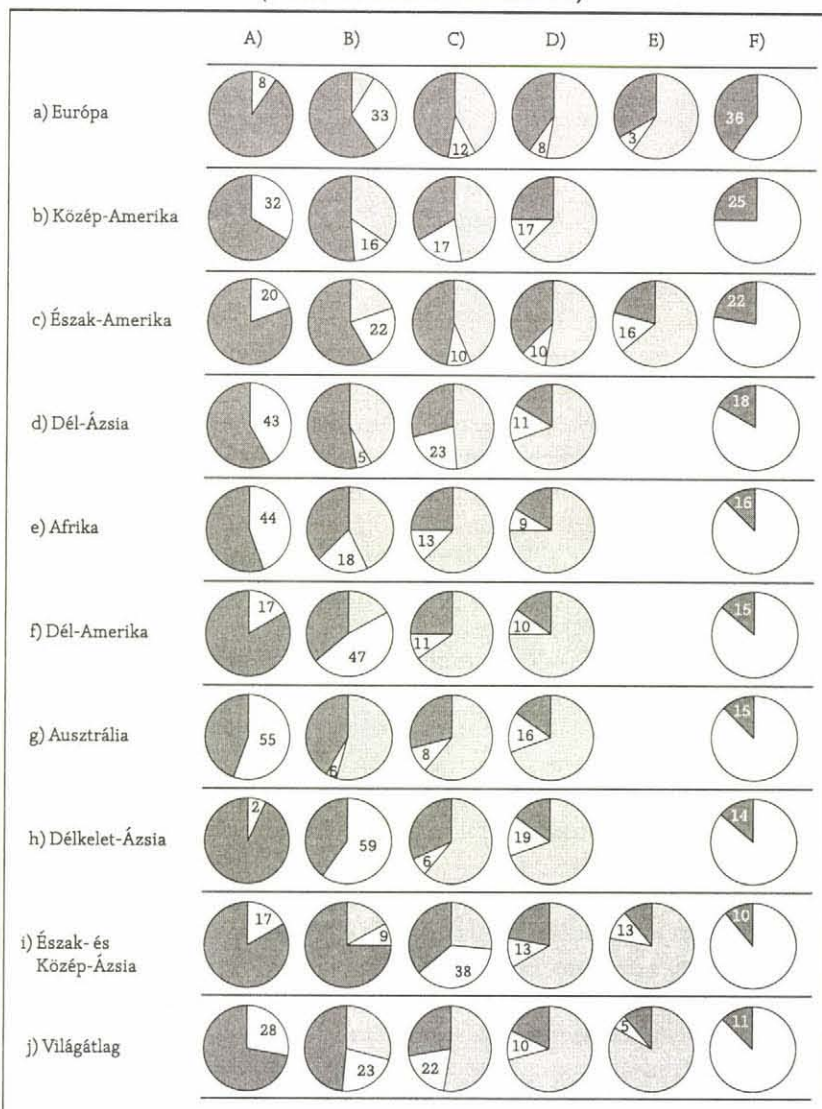 A) B) C) D) E) F)
a) Európa 8 33 12 8 3 36
b) Közép-Amerika 32 16 17 17 25
c) Észak-Amerika 20 22 10 10 16 22
d) Dél-Ázsia 43 5 23 11 18
e) Afrika 44 18 13 9 16
f) Dél-Amerika 17 47 11 10 15
g) Ausztrália 55 8 16 15
h) Délkelet-Ázsia 2 59 6 19 14
i) Észak- és
Közép-Ázsia 17 9 38 13 13 10
j) Világátlag 28 23 22 10 5 11